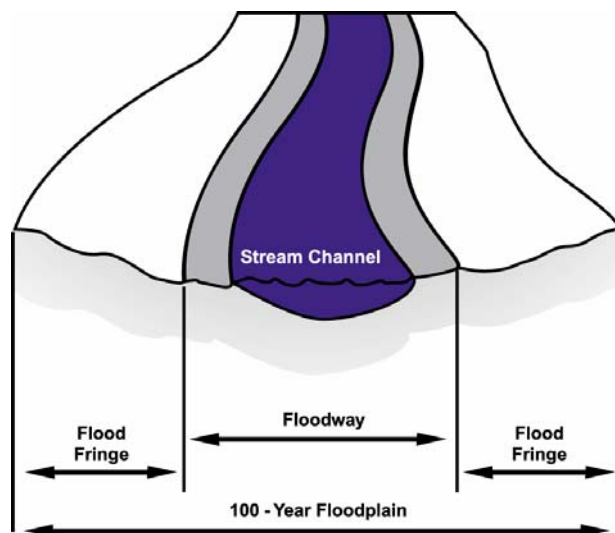 Stream Channel
Flood
Fringe
Floodway
Flood
Fringe
100 - Year Floodplain